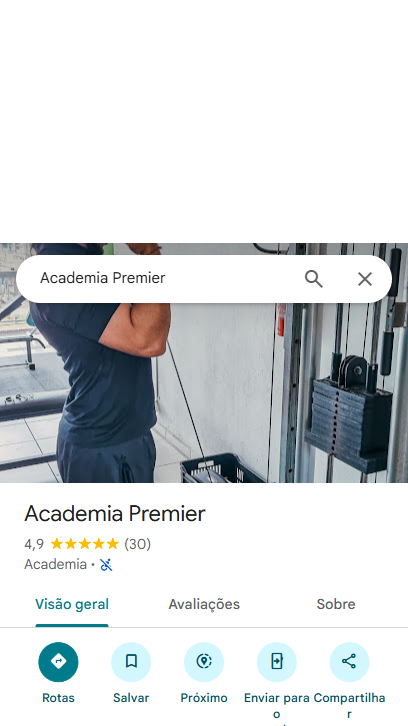 Academia Premier
Academia Premier
4,9 (30)
Academia ·
Visão geral Avaliações Sobre
Rotas Salvar Próximo Enviar para o Compartilhar